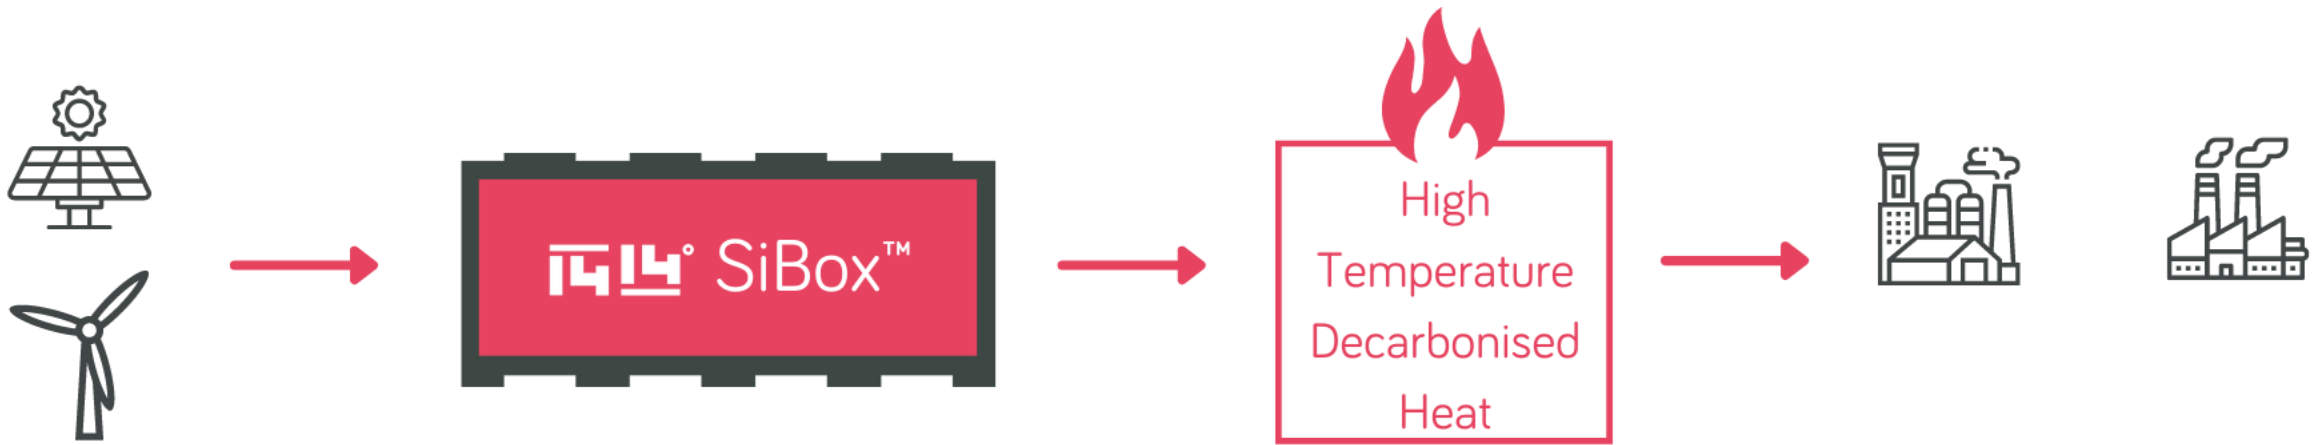 1414° SiBox™
High
Temperature
Decarbonised
Heat